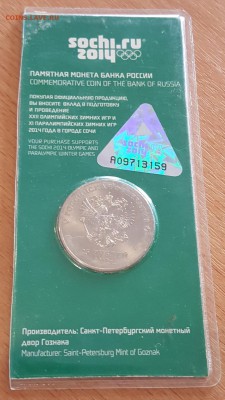 sochi.ru
2014
ПАМЯТНАЯ МОНЕТА БАНКА РОССИИ
COMMEMORATIVE COIN OF THE BANK OF RUSSIA
ПОКУПАЯ ОФИЦИАЛЬНУЮ ПРОДУКЦИЮ,
ВЫ ВНОСИТЕ ВКЛАД В ПОДГОТОВКУ
И ПРОВЕДЕНИЕ
XXII ОЛИМПИЙСКИХ ЗИМНИХ ИГР
И XI ПАРАЛИМПИЙСКИХ ЗИМНИХ ИГР
2014 ГОДА В ГОРОДЕ СОЧИ
YOUR PURCHASE SUPPORTS
THE SOCHI 2014 OLYMPIC AND
PARALYMPIC WINTER GAMES
A09713159
Производитель: Санкт-Петербургский монетный
двор Гознака
Manufacturer: Saint-Petersburg Mint of Goznak